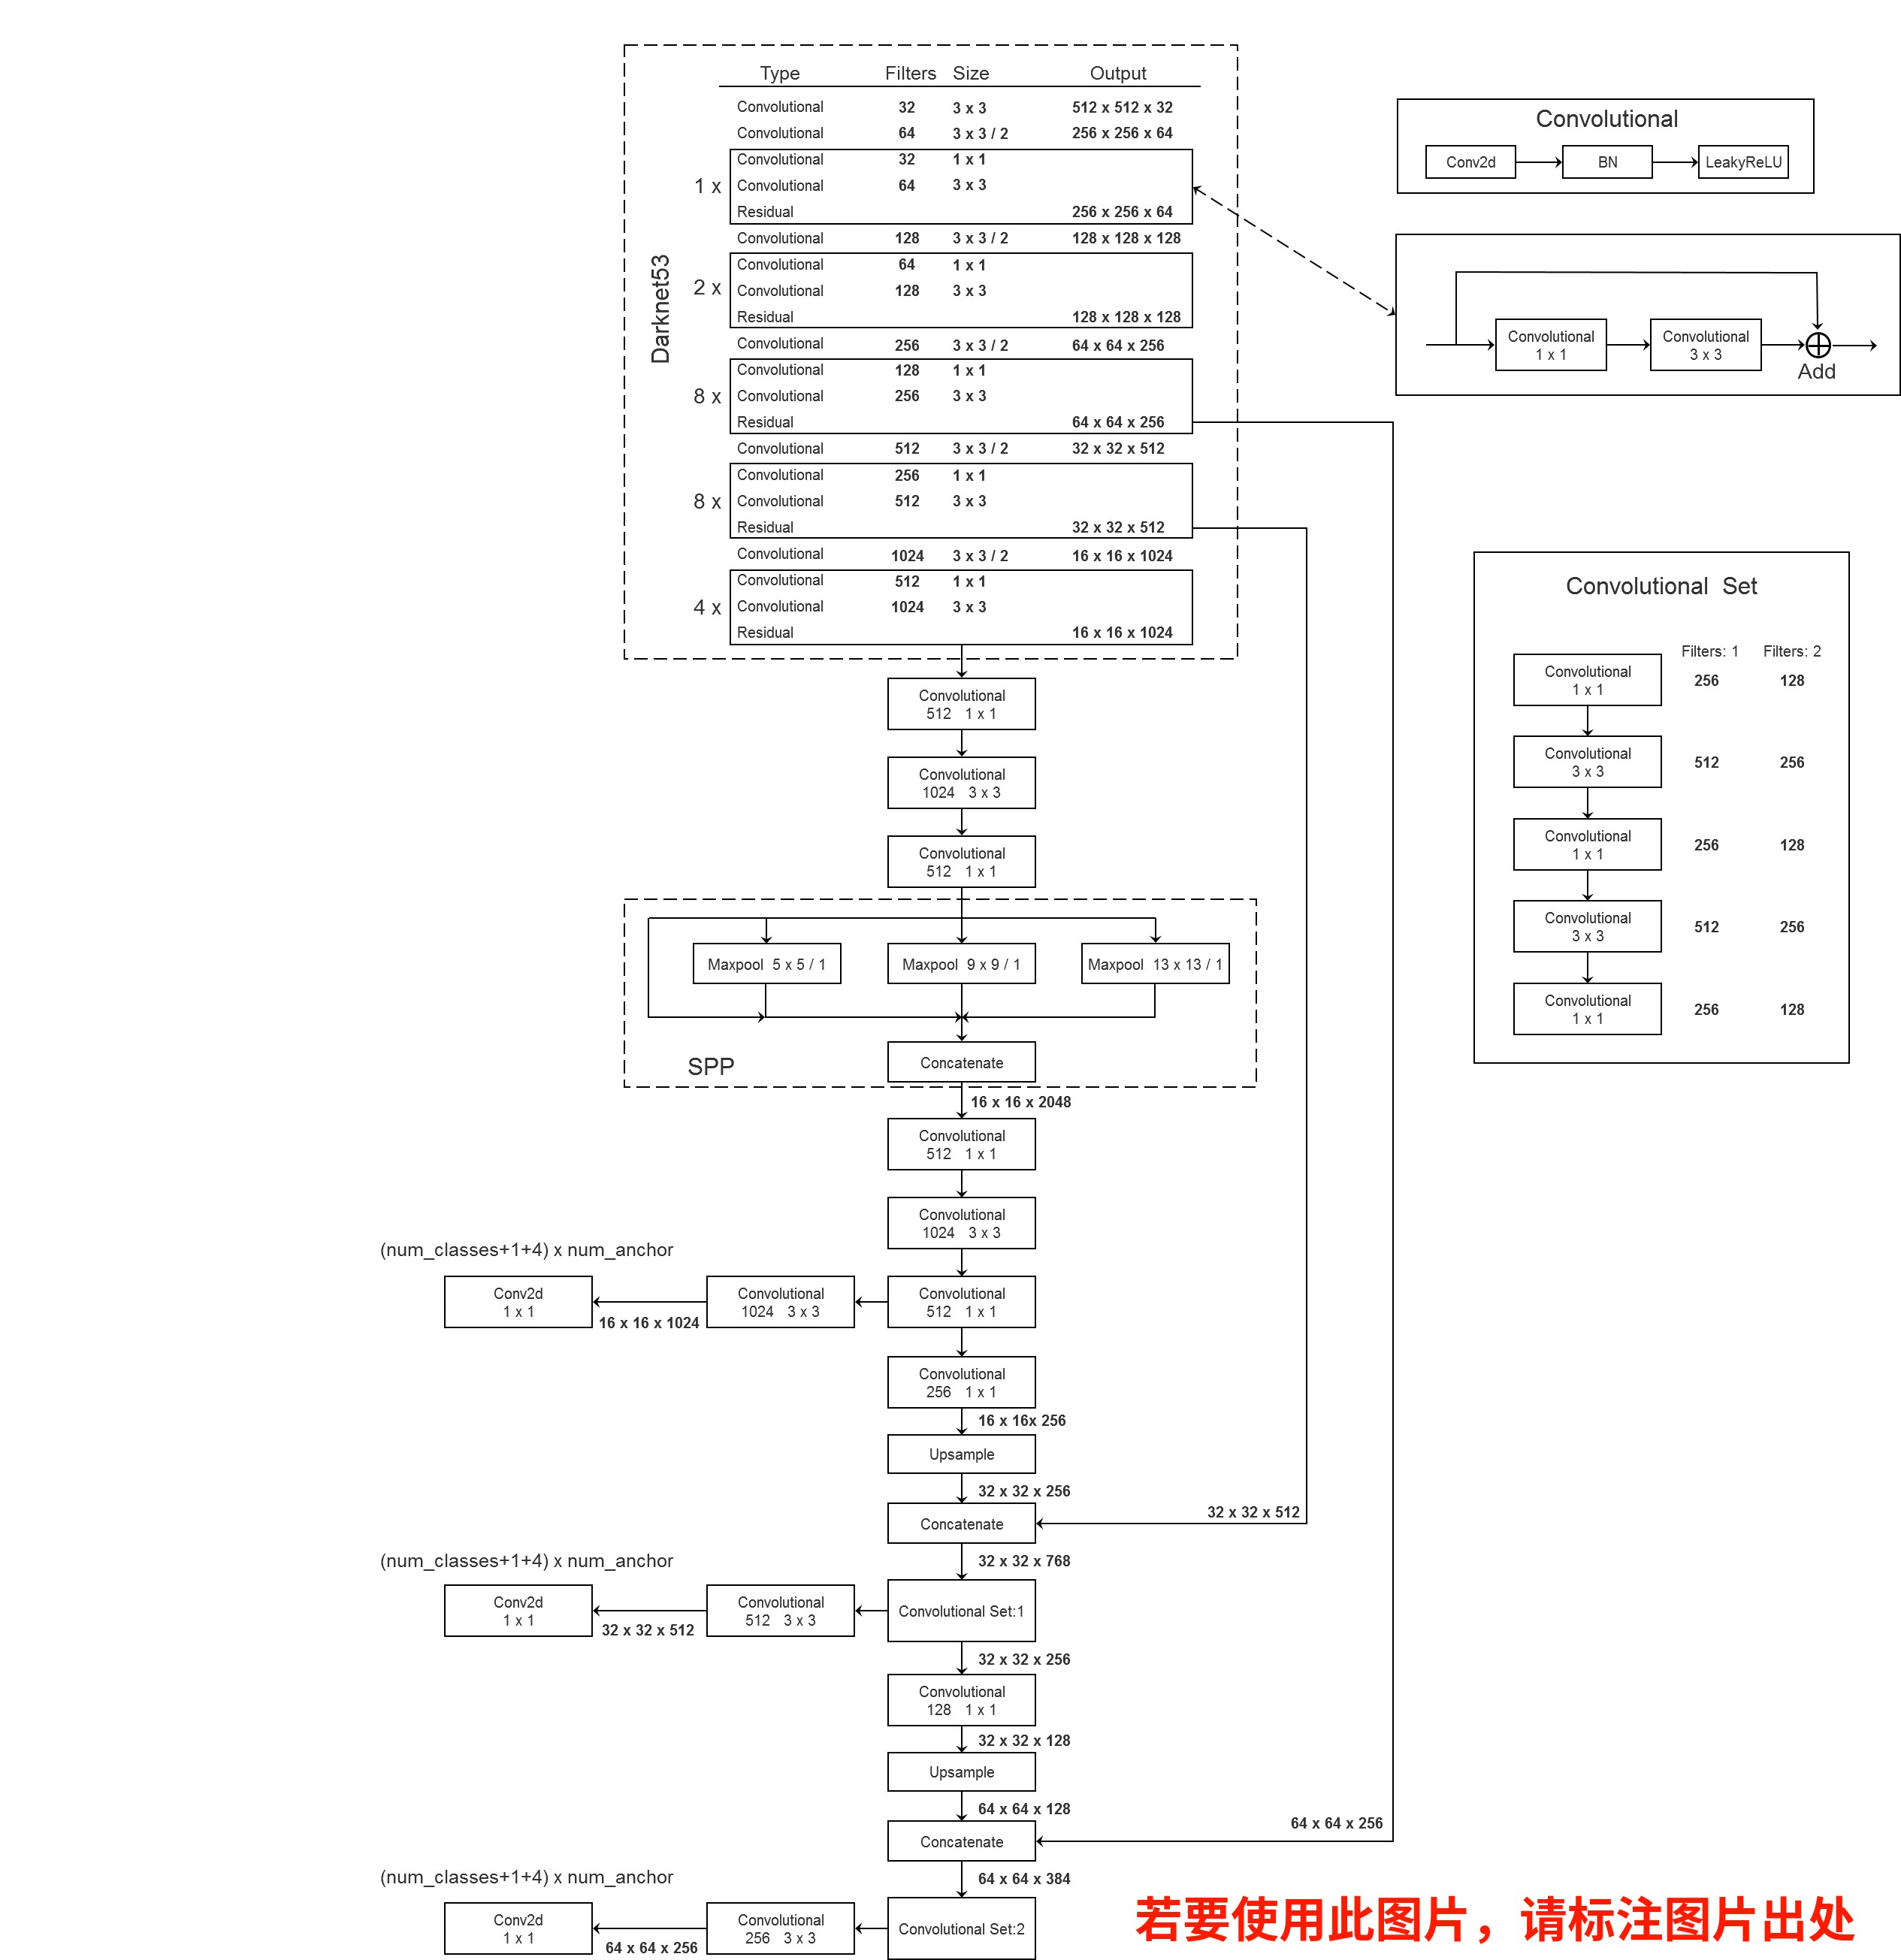 Type Filters Size Output
Convolutional 32 3 x 3 512 x 512 x 32
Convolutional 64 3 x 3 / 2 256 x 256 x 64
Convolutional 32 1 x 1
1 x Convolutional 64 3 x 3
Residual 256 x 256 x 64
Convolutional 128 3 x 3 / 2 128 x 128 x 128
Convolutional 64 1 x 1
2 x Convolutional 128 3 x 3
Residual 128 x 128 x 128
Convolutional 256 3 x 3 / 2 64 x 64 x 256
Convolutional 128 1 x 1
8 x Convolutional 256 3 x 3
Residual 64 x 64 x 256
Convolutional 512 3 x 3 / 2 32 x 32 x 512
Convolutional 256 1 x 1
8 x Convolutional 512 3 x 3
Residual 32 x 32 x 512
Convolutional 1024 3 x 3 / 2 16 x 16 x 1024
Convolutional 512 1 x 1
4 x Convolutional 1024 3 x 3
Residual 16 x 16 x 1024
Darknet53
Convolutional
Conv2d BN LeakyReLU
Convolutional
1 x 1
Convolutional
3 x 3
Add
Convolutional Set
Filters: 1 Filters: 2
Convolutional
1 x 1
256 128
Convolutional
3 x 3
512 256
Convolutional
1 x 1
256 128
Convolutional
3 x 3
512 256
Convolutional
1 x 1
256 128
Convolutional
512 1 x 1
Convolutional
1024 3 x 3
Convolutional
512 1 x 1
Maxpool 5 x 5 / 1
Maxpool 9 x 9 / 1
Maxpool 13 x 13 / 1
SPP
Concatenate
16 x 16 x 2048
Convolutional
512 1 x 1
Convolutional
1024 3 x 3
(num_classes+1+4) x num_anchor
Conv2d
1 x 1
16 x 16 x 1024
Convolutional
1024 3 x 3
Convolutional
512 1 x 1
Convolutional
256 1 x 1
16 x 16x 256
Upsample
32 x 32 x 256
Concatenate
32 x 32 x 512
32 x 32 x 768
(num_classes+1+4) x num_anchor
Conv2d
1 x 1
32 x 32 x 512
Convolutional
512 3 x 3
Convolutional Set:1
32 x 32 x 256
Convolutional
128 1 x 1
32 x 32 x 128
Upsample
64 x 64 x 128
Concatenate
64 x 64 x 256
64 x 64 x 384
(num_classes+1+4) x num_anchor
Conv2d
1 x 1
64 x 64 x 256
Convolutional
256 3 x 3
Convolutional Set:2
若要使用此图片，请标注图片出处